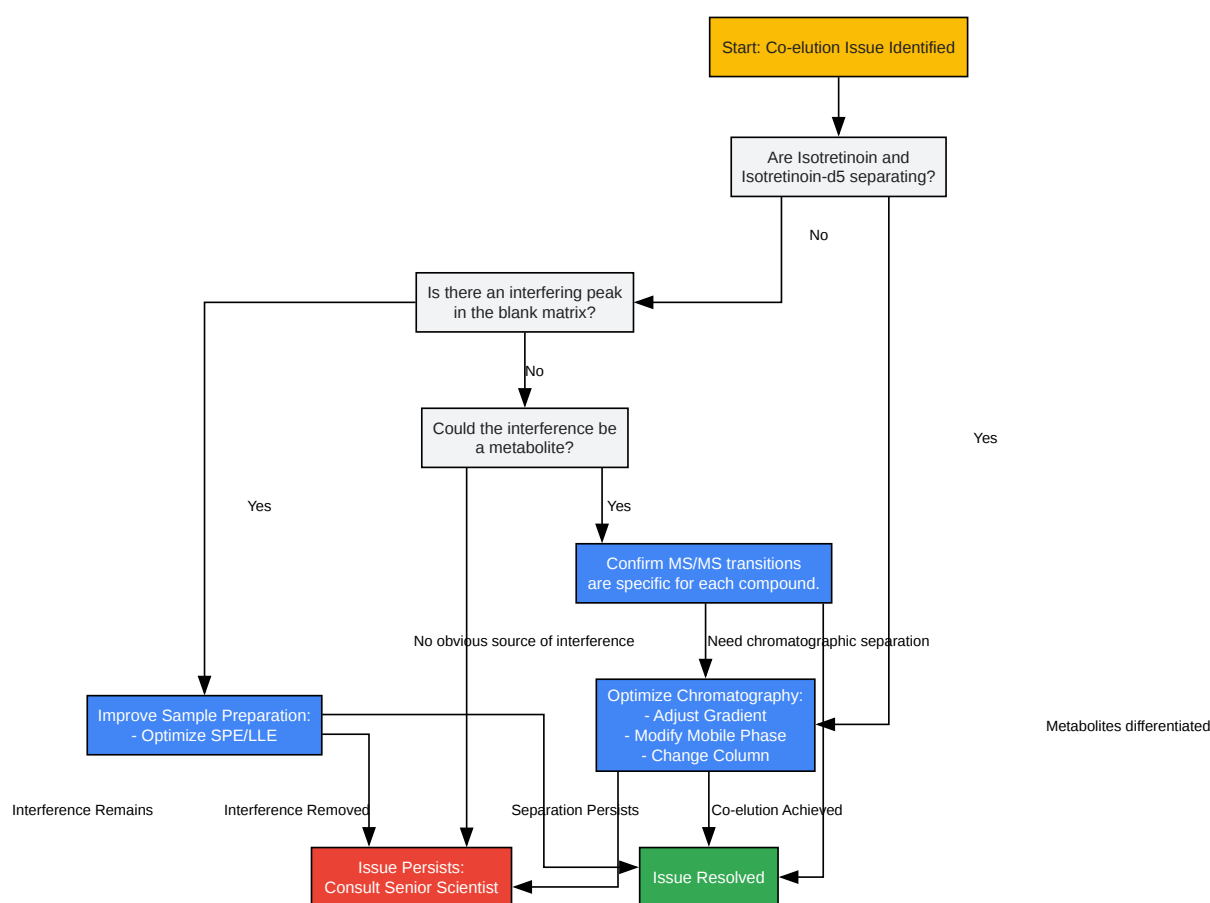 Start: Co-elution Issue Identified
Are Isotretinoin and
Isotretinoin-d5 separating?
No
Is there an interfering peak
in the blank matrix?
No
Could the interference be
a metabolite?
Yes
Yes
Yes
Confirm MS/MS transitions
are specific for each compound.
No obvious source of interference
Need chromatographic separation
Improve Sample Preparation:
- Optimize SPE/LLE
Optimize Chromatography:
- Adjust Gradient
- Modify Mobile Phase
- Change Column
Metabolites differentiated
Interference Remains
Interference Removed
Separation Persists
Co-elution Achieved
Issue Persists:
Consult Senior Scientist
Issue Resolved